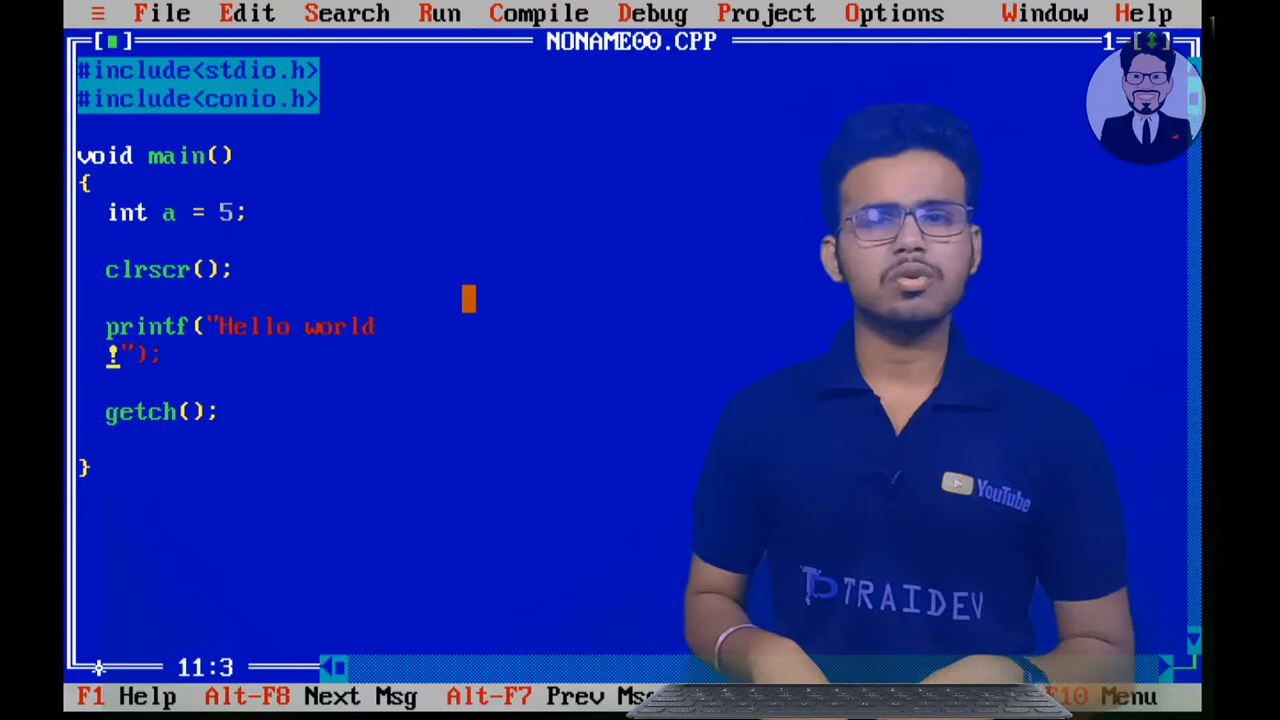 ≡ File Edit Search Run Compile Debug Project Options Window Help
[■] NONAME00.CPP 1 [↕]
#include<stdio.h>
#include<conio.h>
void main()
{
int a = 5;
clrscr();
printf("Hello world
!");
getch();
}
YouTube
TRAIDEV
11:3
F1 Help Alt-F8 Next Msg Alt-F7 Prev F10 Menu